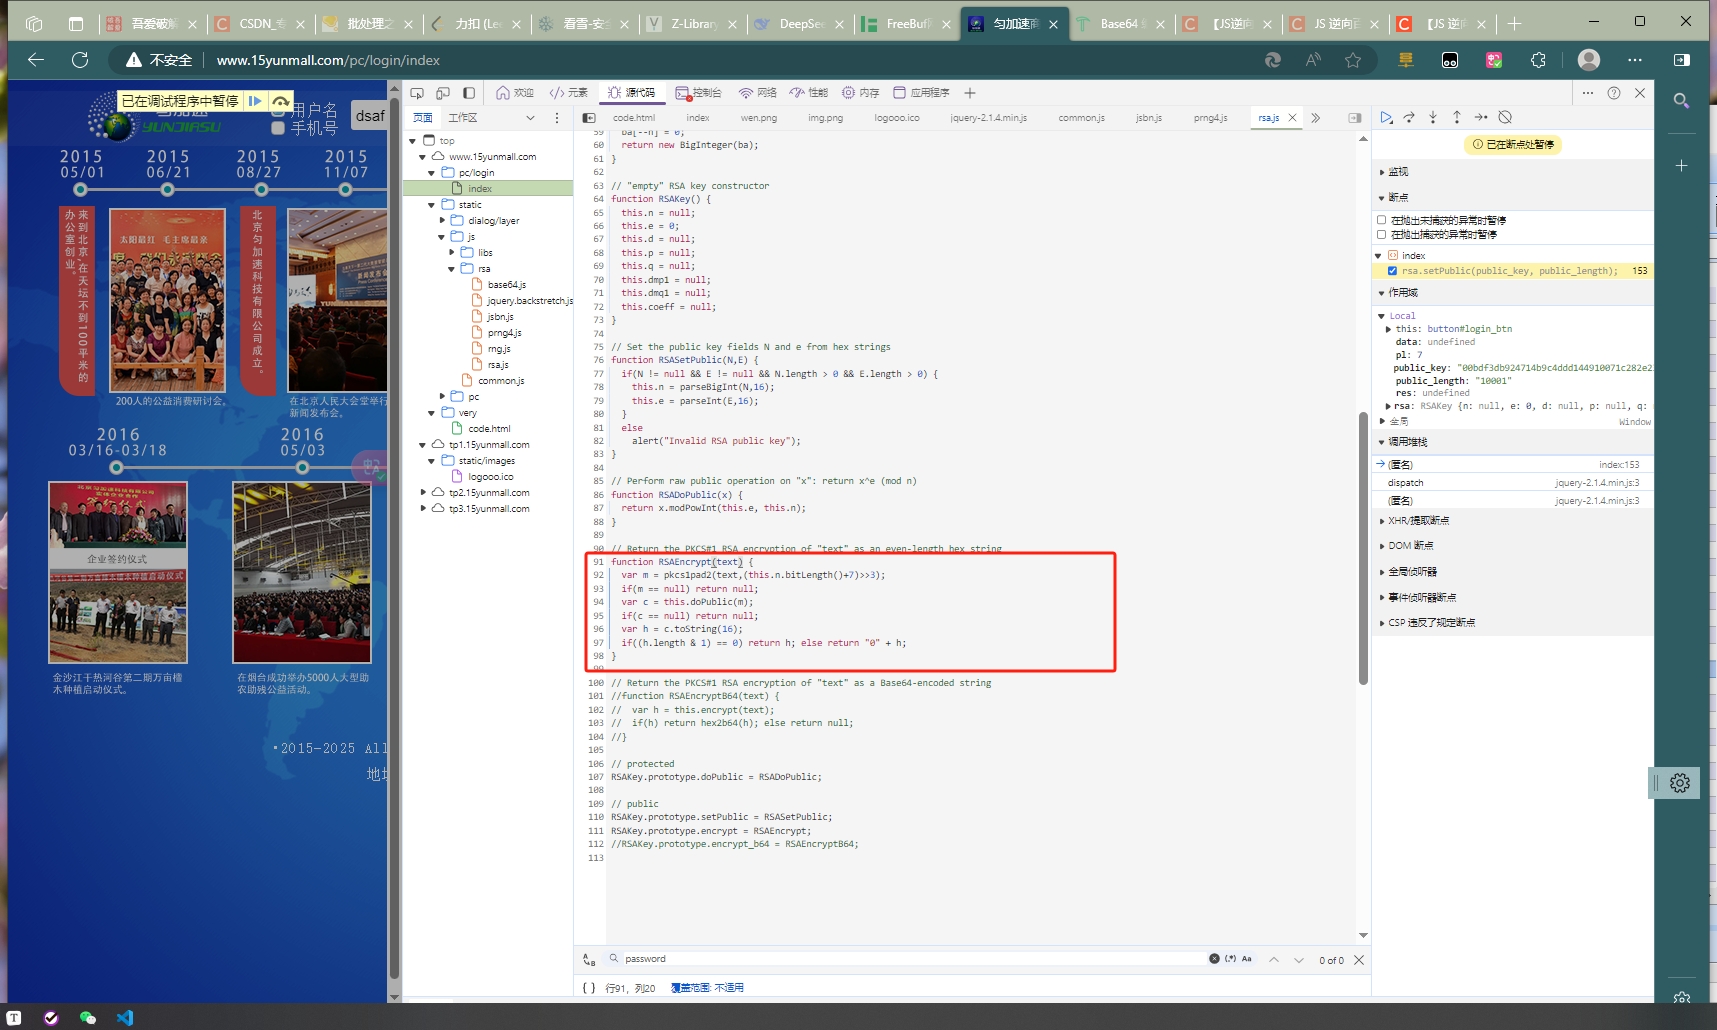 吾爱破解
CSDN_专
批处理之
力扣 (Lee
看雪-安全
Z-Library
DeepSee
FreeBuf
匀加速商
Base64 编
【JS逆向
JS 逆向百
【JS 逆向
不安全
www.15yunmall.com/pc/login/index
已在调试程序中暂停
用户名
手机号
dsaf
YUNJIASU
2015
05/01
2015
06/21
2015
08/27
2015
11/07
来到北京,在天坛不到100平米的
办公室创业。
北京匀加速科技有限公司成立。
200人的公益消费研讨会。
在北京人民大会堂举行
新闻发布会。
2016
03/16-03/18
2016
05/03
企业签约仪式
金沙江干热河谷第二期万亩檀
木种植启动仪式。
在烟台成功举办5000人大型助
农助残公益活动。
•2015-2025 All
地址
欢迎
元素
源代码
控制台
网络
性能
内存
应用程序
页面
工作区
code.html
index
wen.png
img.png
logooo.ico
jquery-2.1.4.min.js
common.js
jsbn.js
prng4.js
rsa.js
top
www.15yunmall.com
pc/login
index
static
dialog/layer
js
libs
rsa
base64.js
jquery.backstretch.js
jsbn.js
prng4.js
rng.js
rsa.js
common.js
pc
very
code.html
tp1.15yunmall.com
static/images
logooo.ico
tp2.15yunmall.com
tp3.15yunmall.com
59 ba[--n] = 0;
60 return new BigInteger(ba);
61 }
62
63 // "empty" RSA key constructor
64 function RSAKey() {
65 this.n = null;
66 this.e = 0;
67 this.d = null;
68 this.p = null;
69 this.q = null;
70 this.dmp1 = null;
71 this.dmq1 = null;
72 this.coeff = null;
73 }
74
75 // Set the public key fields N and e from hex strings
76 function RSASetPublic(N,E) {
77 if(N != null && E != null && N.length > 0 && E.length > 0) {
78 this.n = parseBigInt(N,16);
79 this.e = parseInt(E,16);
80 }
81 else
82 alert("Invalid RSA public key");
83 }
84
85 // Perform raw public operation on "x": return x^e (mod n)
86 function RSADoPublic(x) {
87 return x.modPowInt(this.e, this.n);
88 }
89
90 // Return the PKCS#1 RSA encryption of "text" as an even-length hex string
91 function RSAEncrypt(text) {
92 var m = pkcs1pad2(text,(this.n.bitLength()+7)>>3);
93 if(m == null) return null;
94 var c = this.doPublic(m);
95 if(c == null) return null;
96 var h = c.toString(16);
97 if((h.length & 1) == 0) return h; else return "0" + h;
98 }
99
100 // Return the PKCS#1 RSA encryption of "text" as a Base64-encoded string
101 //function RSAEncryptB64(text) {
102 // var h = this.encrypt(text);
103 // if(h) return hex2b64(h); else return null;
104 //}
105
106 // protected
107 RSAKey.prototype.doPublic = RSADoPublic;
108
109 // public
110 RSAKey.prototype.setPublic = RSASetPublic;
111 RSAKey.prototype.encrypt = RSAEncrypt;
112 //RSAKey.prototype.encrypt_b64 = RSAEncryptB64;
113
password
0 of 0
行91，列20
覆盖范围: 不适用
已在断点处暂停
监视
断点
在抛出未捕获的异常时暂停
在抛出捕获的异常时暂停
index
rsa.setPublic(public_key, public_length); 153
作用域
Local
this: button#login_btn
data: undefined
pl: 7
public_key: "00bdf3db924714b9c4ddd144910071c282e2
public_length: "10001"
res: undefined
rsa: RSAKey {n: null, e: 0, d: null, p: null, q:
全局 Window
调用堆栈
(匿名) index:153
dispatch jquery-2.1.4.min.js:3
(匿名) jquery-2.1.4.min.js:3
XHR/提取断点
DOM 断点
全局侦听器
事件侦听器断点
CSP 违反了规定断点